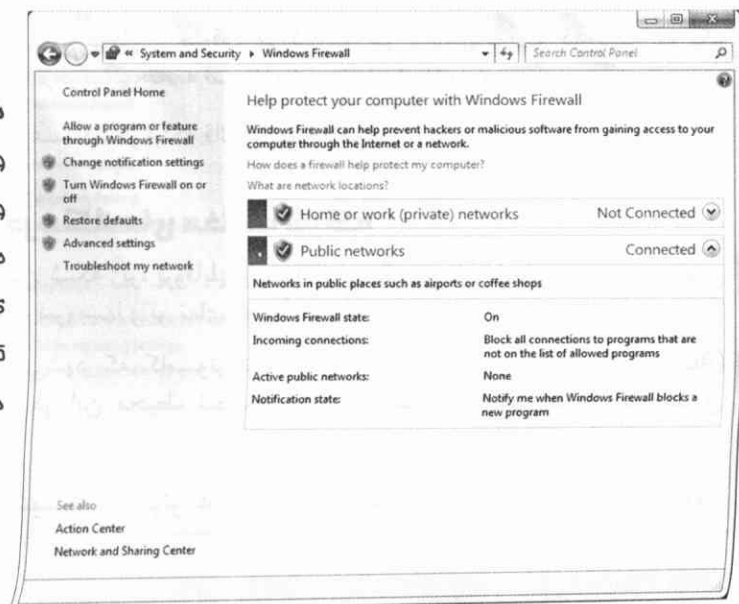 « System and Security ▸ Windows Firewall
Search Control Panel
Control Panel Home
Allow a program or feature
through Windows Firewall
Change notification settings
Turn Windows Firewall on or
off
Restore defaults
Advanced settings
Troubleshoot my network
See also
Action Center
Network and Sharing Center
Help protect your computer with Windows Firewall
Windows Firewall can help prevent hackers or malicious software from gaining access to your
computer through the Internet or a network.
How does a firewall help protect my computer?
What are network locations?
Home or work (private) networks Not Connected
Public networks Connected
Networks in public places such as airports or coffee shops
Windows Firewall state: On
Incoming connections: Block all connections to programs that are
not on the list of allowed programs
Active public networks: None
Notification state: Notify me when Windows Firewall blocks a
new program